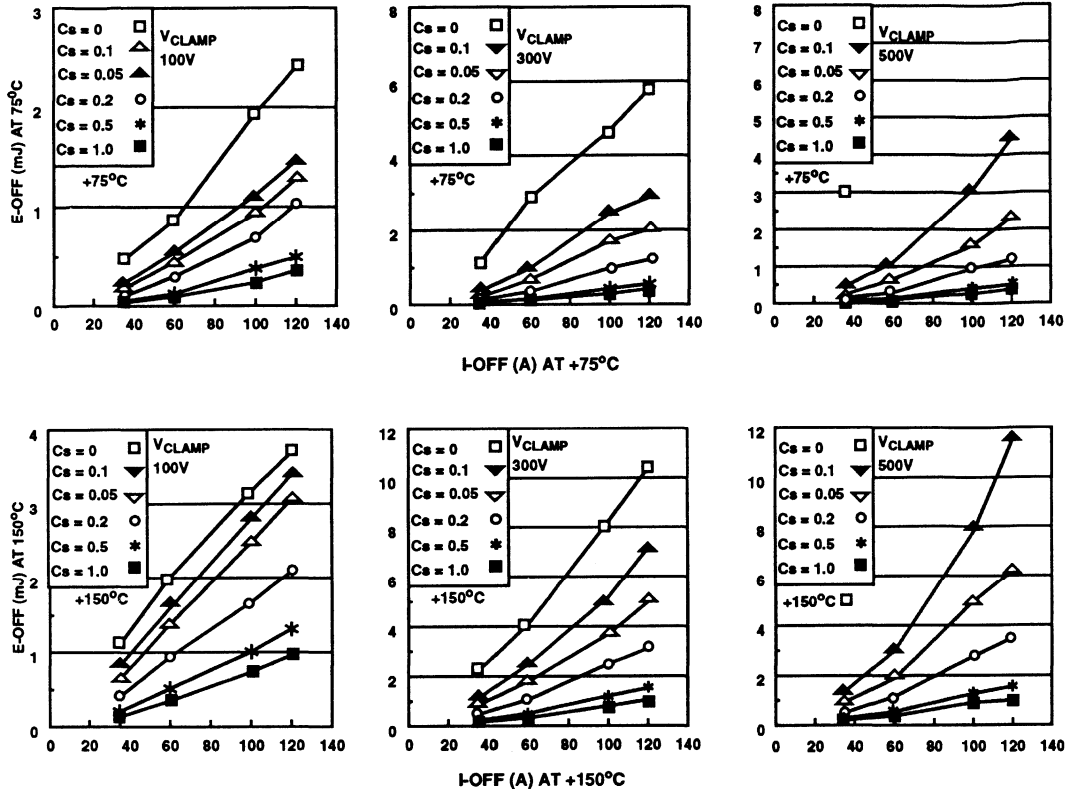 3
2
1
0
E-OFF (mJ) AT 75°C
Cs = 0
Cs = 0.1
Cs = 0.05
Cs = 0.2
Cs = 0.5
Cs = 1.0
VCLAMP
100V
+75°C
0 20 40 60 80 100 120 140
8
6
4
2
0
Cs = 0
Cs = 0.1
Cs = 0.05
Cs = 0.2
Cs = 0.5
Cs = 1.0
VCLAMP
300V
+75°C
0 20 40 60 80 100 120 140
8
7
6
5
4
3
2
1
0
Cs = 0
Cs = 0.1
Cs = 0.05
Cs = 0.2
Cs = 0.5
Cs = 1.0
VCLAMP
500V
+75°C
0 20 40 60 80 100 120 140
I-OFF (A) AT +75°C
4
3
2
1
0
E-OFF (mJ) AT 150°C
Cs = 0
Cs = 0.1
Cs = 0.05
Cs = 0.2
Cs = 0.5
Cs = 1.0
VCLAMP
100V
+150°C
0 20 40 60 80 100 120 140
12
10
8
6
4
2
0
Cs = 0
Cs = 0.1
Cs = 0.05
Cs = 0.2
Cs = 0.5
Cs = 1.0
VCLAMP
300V
+150°C
0 20 40 60 80 100 120 140
12
10
8
6
4
2
0
Cs = 0
Cs = 0.1
Cs = 0.05
Cs = 0.2
Cs = 0.5
Cs = 1.0
VCLAMP
500V
+150°C
0 20 40 60 80 100 120 140
I-OFF (A) AT +150°C